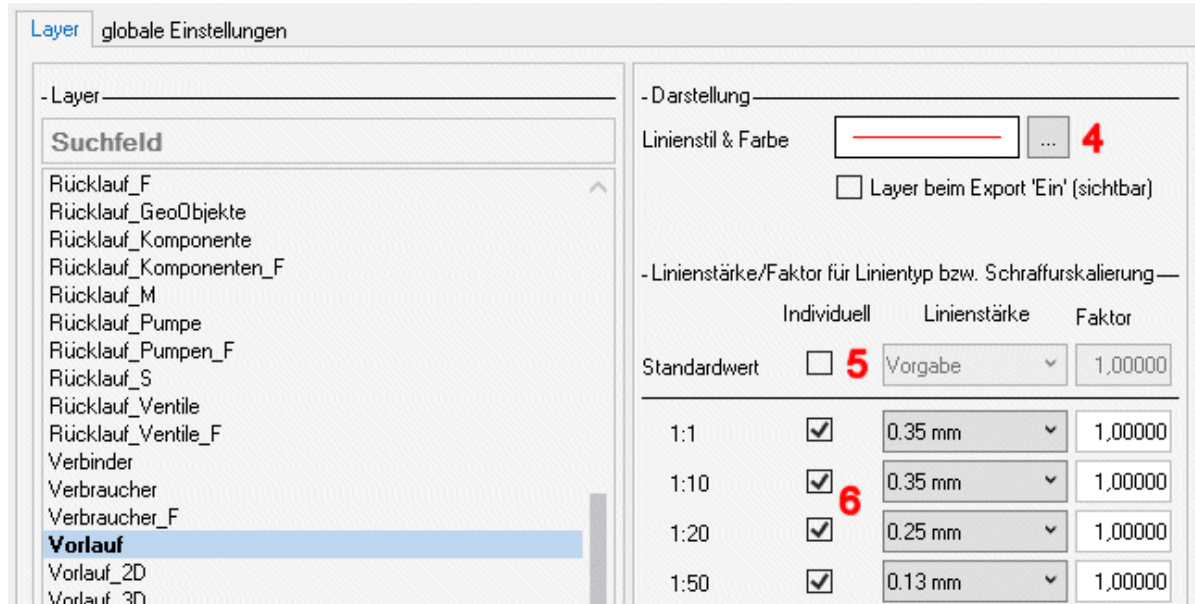 Layer globale Einstellungen
Layer
Suchfeld
Rücklauf_F
Rücklauf_GeoObjekte
Rücklauf_Komponente
Rücklauf_Komponenten_F
Rücklauf_M
Rücklauf_Pumpe
Rücklauf_Pumpen_F
Rücklauf_S
Rücklauf_Ventile
Rücklauf_Ventile_F
Verbinder
Verbraucher
Verbraucher_F
Vorlauf
Vorlauf_2D
Vorlauf_3D
Darstellung
Linienstil & Farbe ... 4
Layer beim Export 'Ein' (sichtbar)
Linienstärke/Faktor für Linientyp bzw. Schraffurskalierung
Individuell Linienstärke Faktor
Standardwert 5 Vorgabe 1,00000
1:1 0.35 mm 1,00000
1:10 0.35 mm 1,00000
6
1:20 0.25 mm 1,00000
1:50 0.13 mm 1,00000